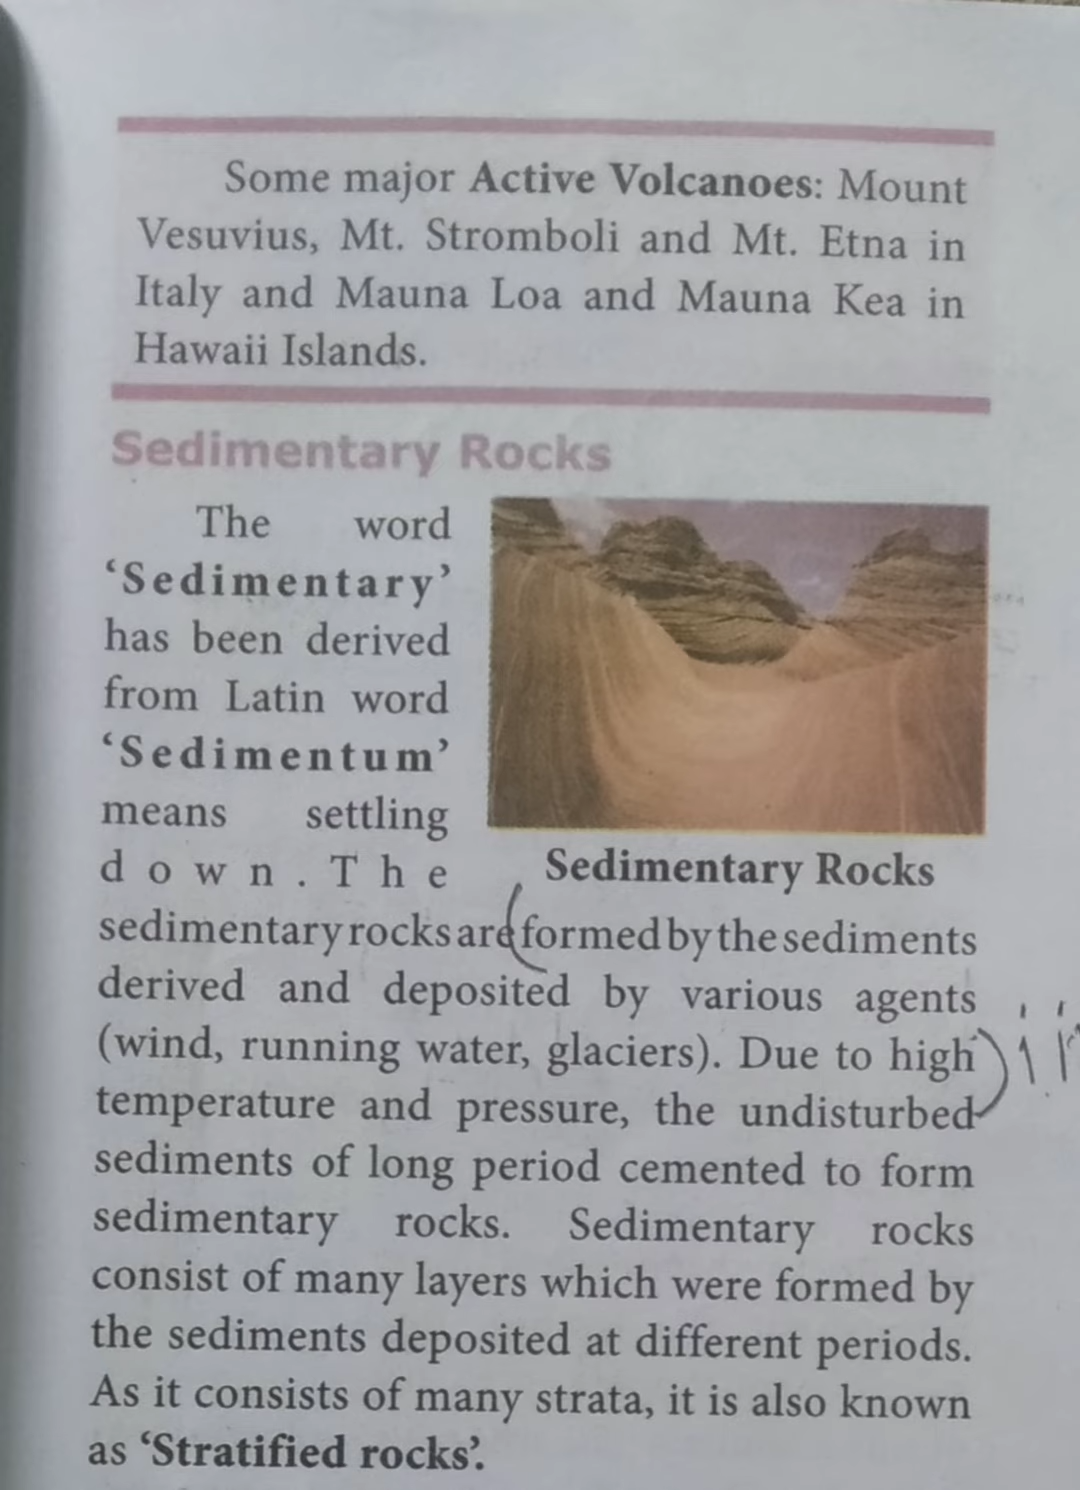 Some major Active Volcanoes: Mount
Vesuvius, Mt. Stromboli and Mt. Etna in
Italy and Mauna Loa and Mauna Kea in
Hawaii Islands.
Sedimentary Rocks
The word
‘Sedimentary’
has been derived
from Latin word
‘Sedimentum’
means settling
down. The
Sedimentary Rocks
sedimentary rocks are formed by the sediments
derived and deposited by various agents
(wind, running water, glaciers). Due to high
temperature and pressure, the undisturbed
sediments of long period cemented to form
sedimentary rocks. Sedimentary rocks
consist of many layers which were formed by
the sediments deposited at different periods.
As it consists of many strata, it is also known
as ‘Stratified rocks’.